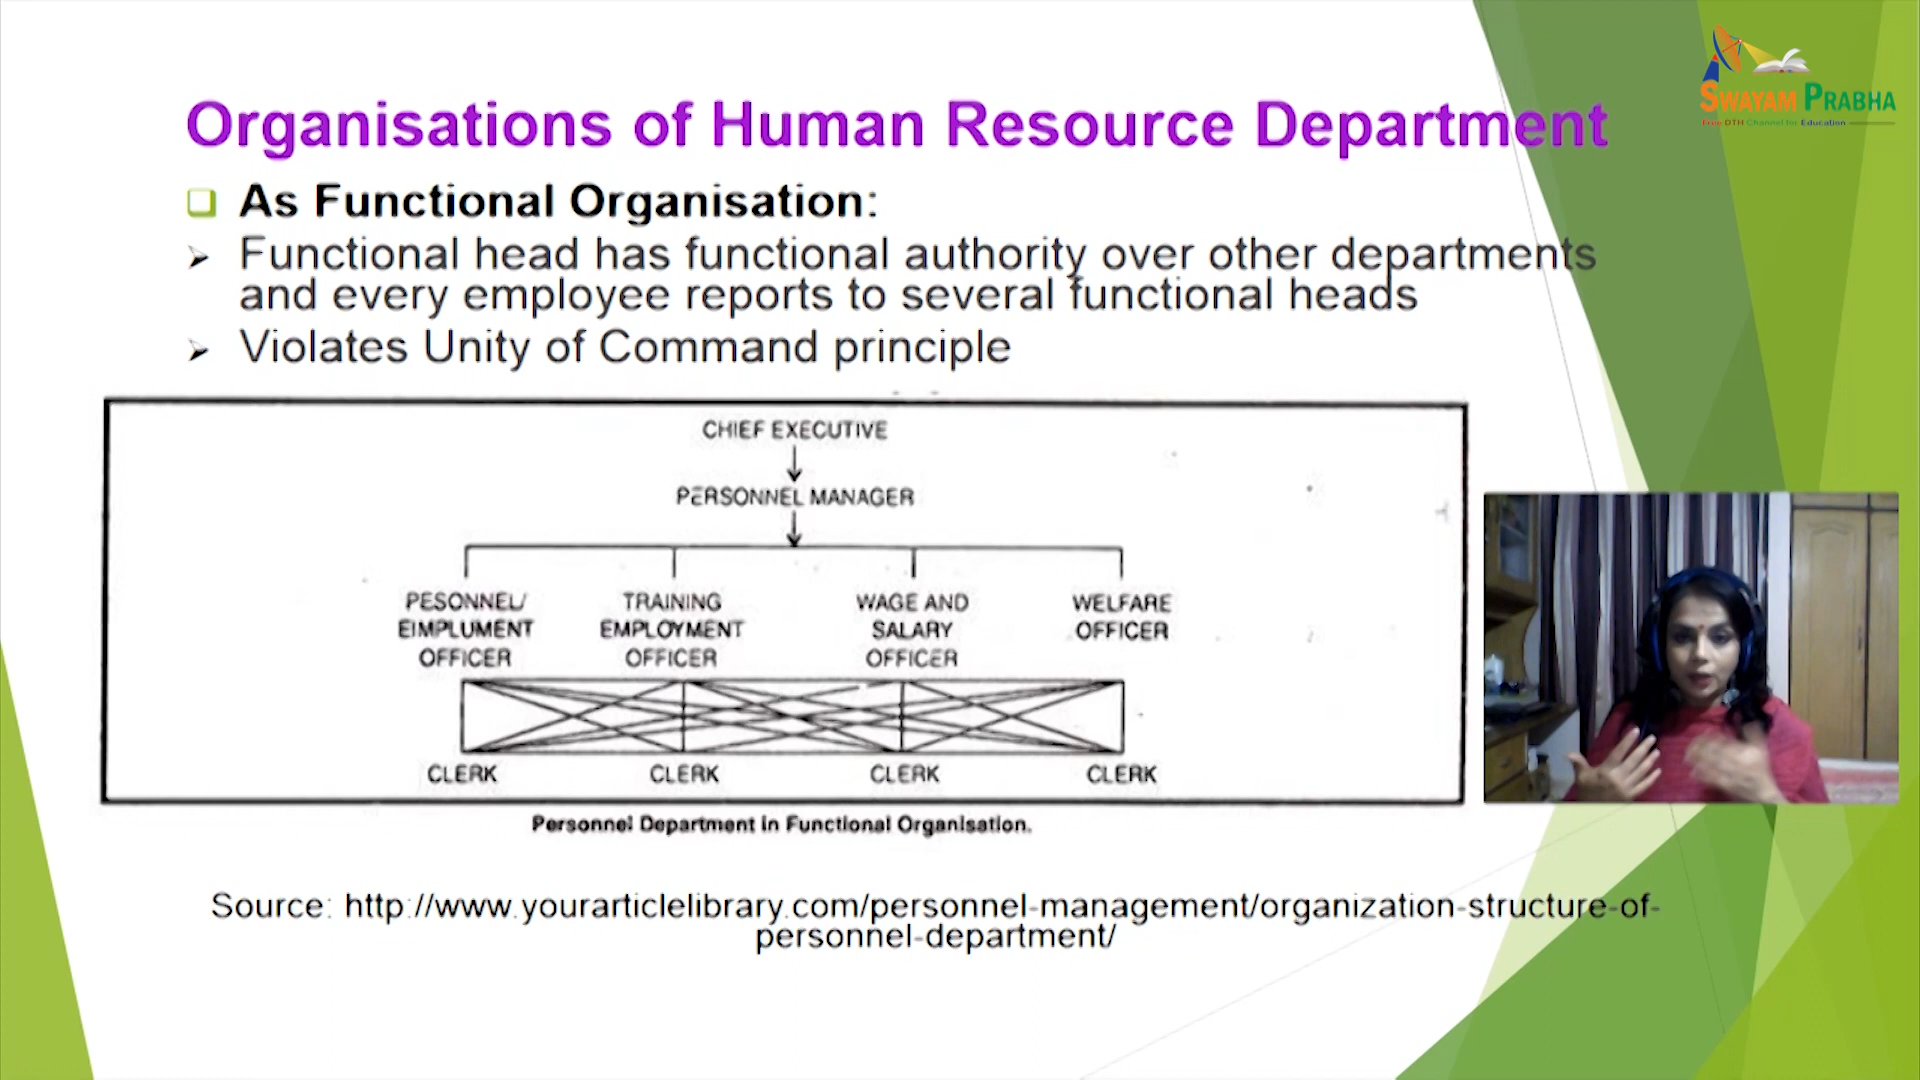 SWAYAM PRABHA
Free DTH Channel for Education
Organisations of Human Resource Department
As Functional Organisation:
Functional head has functional authority over other departments
and every employee reports to several functional heads
Violates Unity of Command principle
CHIEF EXECUTIVE
PERSONNEL MANAGER
PESONNEL/ TRAINING WAGE AND WELFARE
EIMPLUMENT EMPLOYMENT SALARY OFFICER
OFFICER OFFICER OFFICER
CLERK CLERK CLERK CLERK
Personnel Department in Functional Organisation.
Source: http://www.yourarticlelibrary.com/personnel-management/organization-structure-of-
personnel-department/